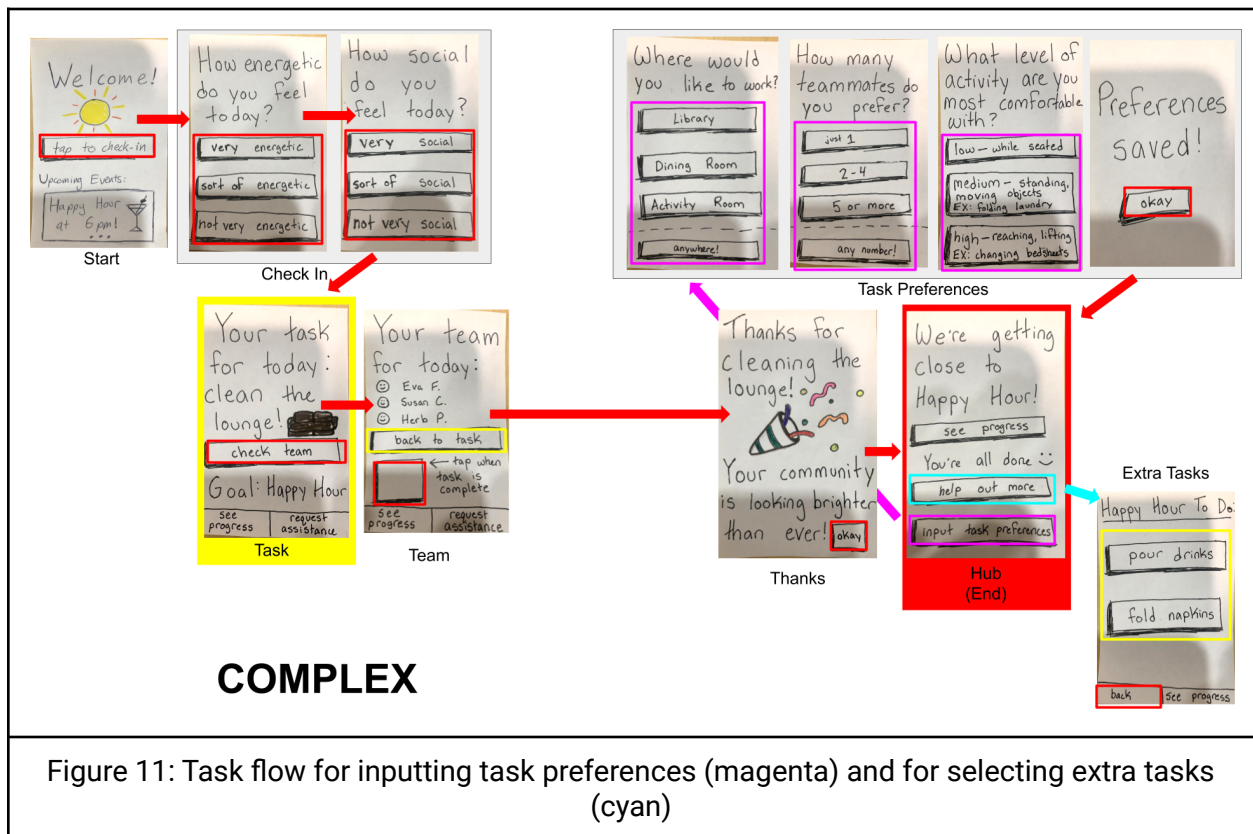 Welcome!
tap to check-in
Upcoming Events:
Happy Hour
at 6pm!
Start
How energetic
do you feel
today?
very energetic
sort of energetic
not very energetic
How social
do you
feel today?
very social
sort of social
not very social
Check In
Where would
you like to work?
Library
Dining Room
Activity Room
anywhere!
How many
teammates do
you prefer?
just 1
2-4
5 or more
any number!
What level of
activity are you
most comfortable
with?
low - while seated
medium - standing,
moving objects
EX: folding laundry
high - reaching, lifting
EX: changing bedsheets
Preferences
saved!
okay
Task Preferences
Your task
for today:
clean the
lounge!
check team
Goal: Happy Hour
see
progress
request
assistance
Task
Your team
for today:
Eva F.
Susan C.
Herb P.
back to task
← tap when
task is
complete
see
progress
request
assistance
Team
Thanks for
cleaning the
lounge!
Your community
is looking brighter
than ever!
okay
Thanks
We're getting
close to
Happy Hour!
see progress
You're all done
help out more
input task preferences
Hub
(End)
Extra Tasks
Happy Hour To Do:
pour drinks
fold napkins
back
see progress
COMPLEX
Figure 11: Task flow for inputting task preferences (magenta) and for selecting extra tasks
(cyan)